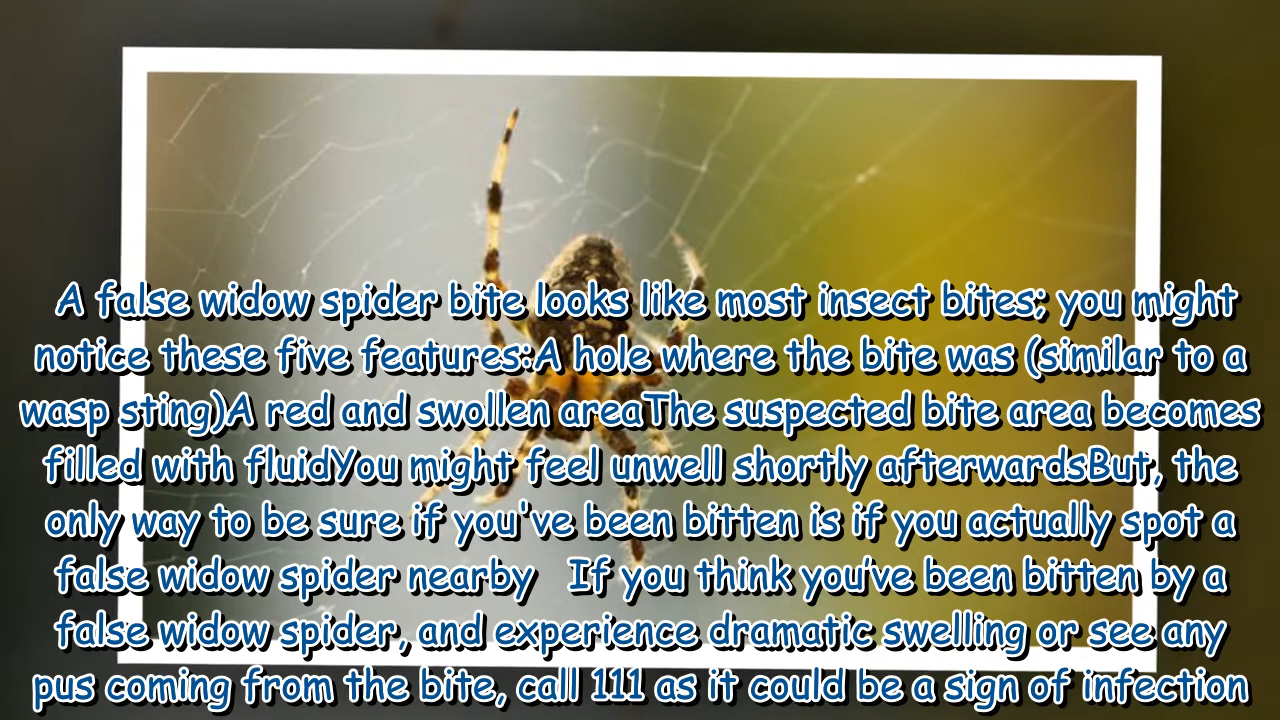 A false widow spider bite looks like most insect bites; you might
notice these five features:A hole where the bite was (similar to a
wasp sting)A red and swollen areaThe suspected bite area becomes
filled with fluidYou might feel unwell shortly afterwardsBut, the
only way to be sure if you've been bitten is if you actually spot a
false widow spider nearby   If you think you’ve been bitten by a
false widow spider, and experience dramatic swelling or see any
pus coming from the bite, call 111 as it could be a sign of infection